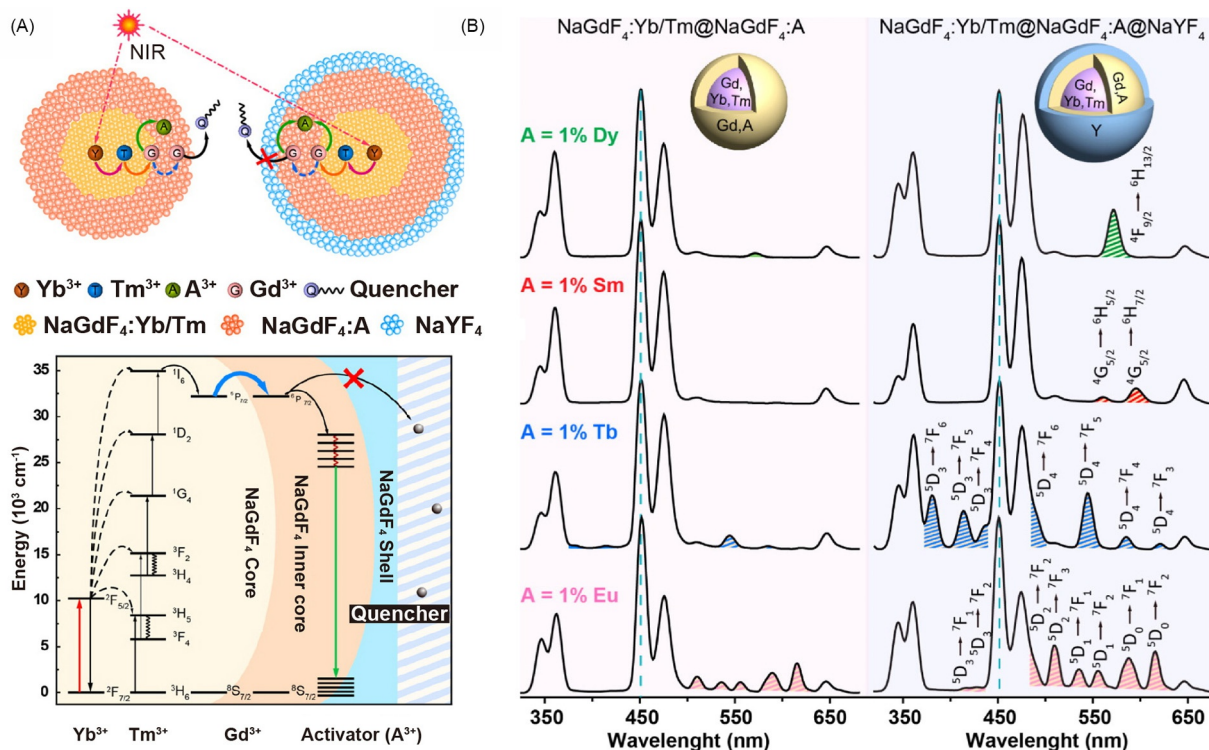 (A)
NIR
Q
Q
A
Y T G G
A
G G T Y
Y Yb³⁺ T Tm³⁺ A A³⁺ G Gd³⁺ Q Quencher
NaGdF₄:Yb/Tm NaGdF₄:A NaYF₄
Energy (10³ cm⁻¹)
35
30
25
20
15
10
5
0
²F₅/₂
²F₇/₂
¹I₆
¹D₂
¹G₄
³F₂
³H₄
³H₅
³F₄
³H₆
⁶P₇/₂
⁸S₇/₂
⁸S₇/₂
NaGdF₄ Core
NaGdF₄ Inner core
NaGdF₄ Shell
Quencher
Yb³⁺ Tm³⁺ Gd³⁺ Activator (A³⁺)
(B)
NaGdF₄:Yb/Tm@NaGdF₄:A
Gd,
Yb,Tm
Gd,A
A = 1% Dy
A = 1% Sm
A = 1% Tb
A = 1% Eu
350 450 550 650
Wavelenght (nm)
NaGdF₄:Yb/Tm@NaGdF₄:A@NaYF₄
Gd,
Yb,Tm
Gd,A
Y
⁴F₉/₂→⁶H₁₃/₂
⁴G₅/₂→⁶H₅/₂
⁴G₅/₂→⁶H₇/₂
⁵D₃→⁷F₆
⁵D₃→⁷F₅
⁵D₃→⁷F₄
⁵D₄→⁷F₆
⁵D₄→⁷F₅
⁵D₄→⁷F₄
⁵D₄→⁷F₃
⁵D₃→⁷F₁
⁵D₃→⁷F₂
⁵D₂→⁷F₂
⁵D₂→⁷F₃
⁵D₁→⁷F₁
⁵D₁→⁷F₂
⁵D₀→⁷F₁
⁵D₀→⁷F₂
350 450 550 650
Wavelenght (nm)